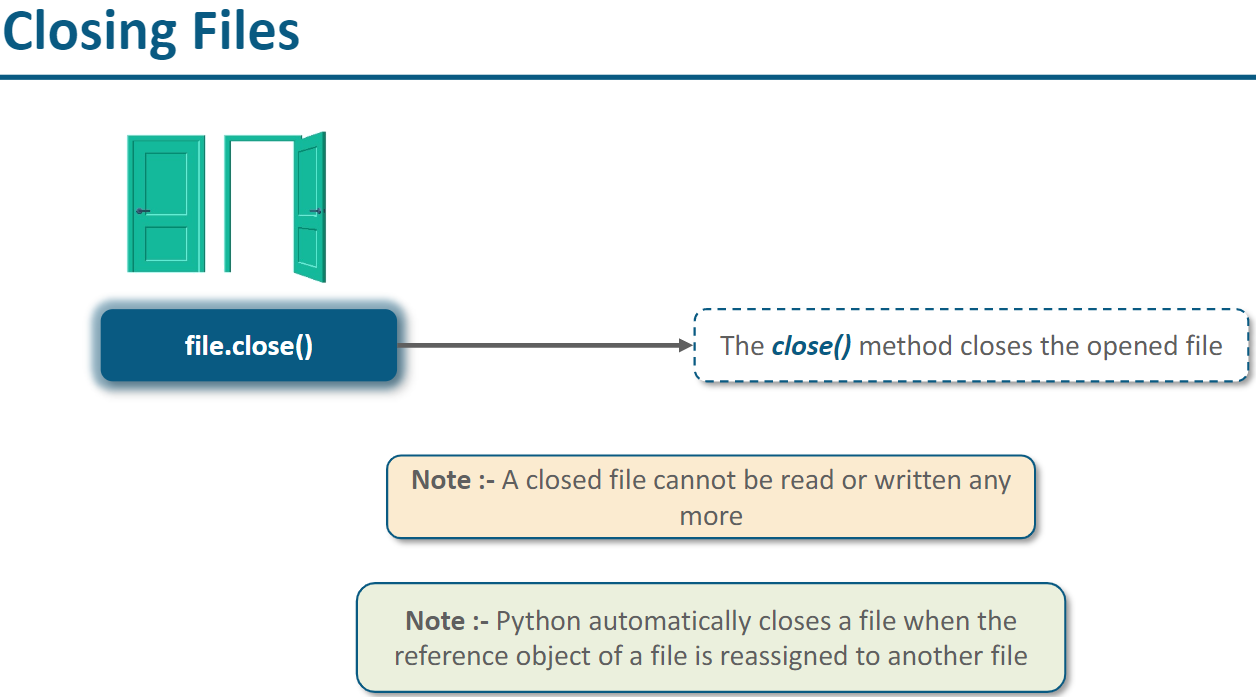 Closing Files
file.close()
The close() method closes the opened file
Note :- A closed file cannot be read or written any
more
Note :- Python automatically closes a file when the
reference object of a file is reassigned to another file